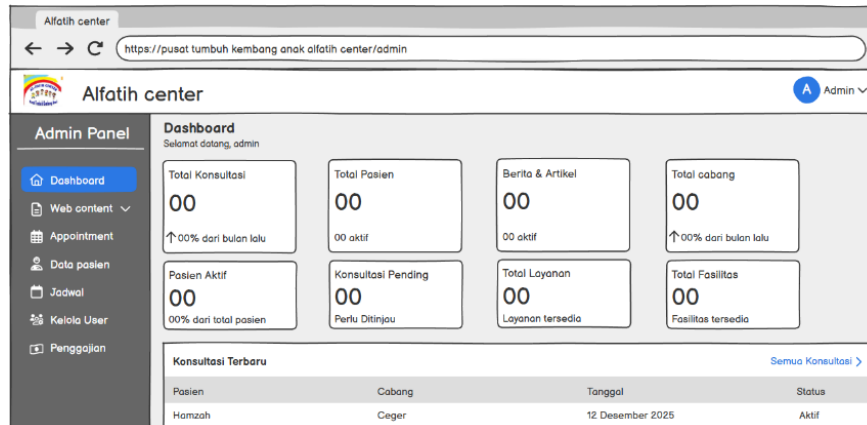 Alfatih center
https://pusat tumbuh kembang anak alfatih center/admin
Alfatih center
A Admin
Admin Panel
Dashboard
Web content
Appointment
Data pasien
Jadwal
Kelola User
Penggajian
Dashboard
Selamat datang, admin
Total Konsultasi
00
↑00% dari bulan lalu
Total Pasien
00
00 aktif
Berita & Artikel
00
00 aktif
Total cabang
00
↑00% dari bulan lalu
Pasien Aktif
00
00% dari total pasien
Konsultasi Pending
00
Perlu Ditinjau
Total Layanan
00
Layanan tersedia
Total Fasilitas
00
Fasilitas tersedia
Konsultasi Terbaru Semua Konsultasi >
Pasien Cabang Tanggal Status
Hamzah Ceger 12 Desember 2025 Aktif